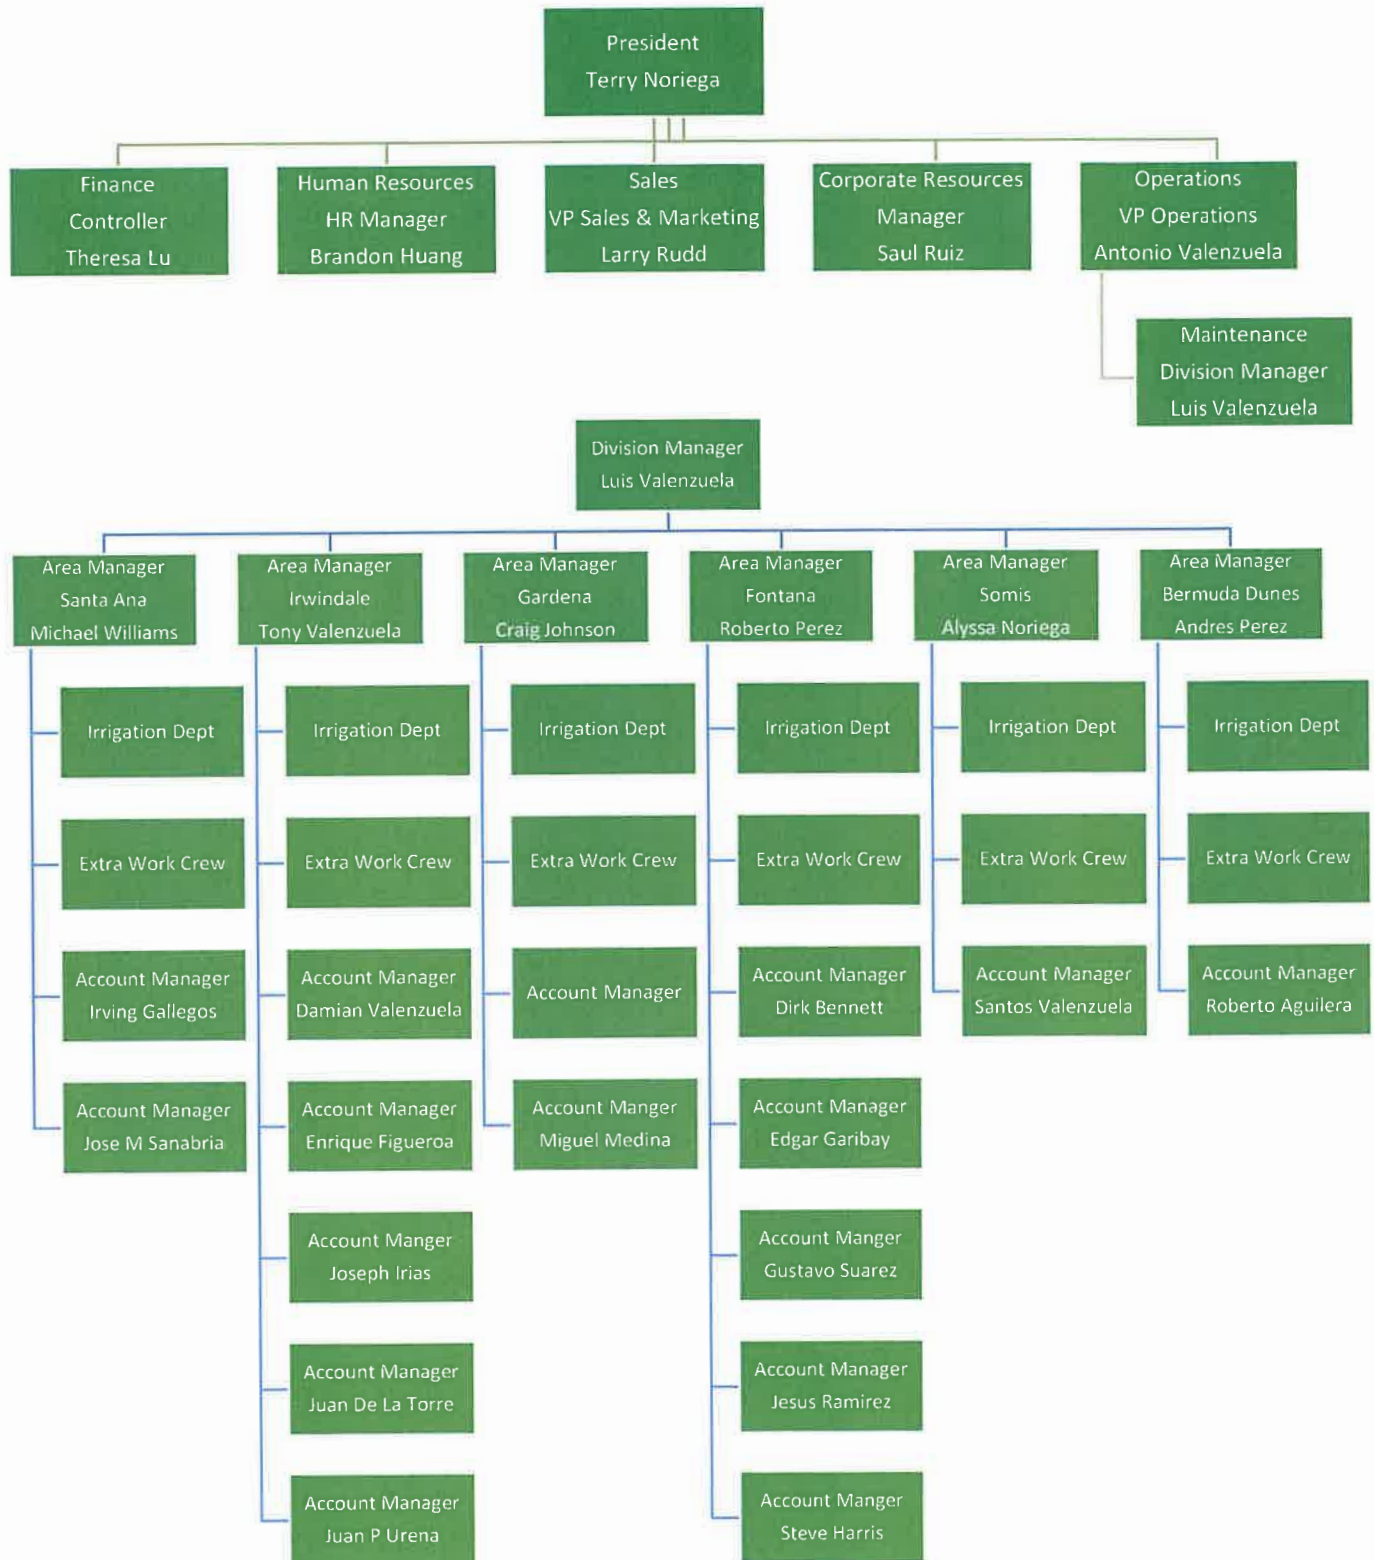 President
Terry Noriega
Finance
Controller
Theresa Lu
Human Resources
HR Manager
Brandon Huang
Sales
VP Sales & Marketing
Larry Rudd
Corporate Resources
Manager
Saul Ruiz
Operations
VP Operations
Antonio Valenzuela
Maintenance
Division Manager
Luis Valenzuela
Division Manager
Luis Valenzuela
Area Manager
Santa Ana
Michael Williams
Area Manager
Irwindale
Tony Valenzuela
Area Manager
Gardena
Craig Johnson
Area Manager
Fontana
Roberto Perez
Area Manager
Somis
Alyssa Noriega
Area Manager
Bermuda Dunes
Andres Perez
Irrigation Dept
Irrigation Dept
Irrigation Dept
Irrigation Dept
Irrigation Dept
Irrigation Dept
Extra Work Crew
Extra Work Crew
Extra Work Crew
Extra Work Crew
Extra Work Crew
Extra Work Crew
Account Manager
Irving Gallegos
Account Manager
Damian Valenzuela
Account Manager
Account Manager
Dirk Bennett
Account Manager
Santos Valenzuela
Account Manager
Roberto Aguilera
Account Manager
Jose M Sanabria
Account Manager
Enrique Figueroa
Account Manger
Miguel Medina
Account Manager
Edgar Garibay
Account Manger
Joseph Irias
Account Manger
Gustavo Suarez
Account Manager
Juan De La Torre
Account Manager
Jesus Ramirez
Account Manager
Juan P Urena
Account Manger
Steve Harris